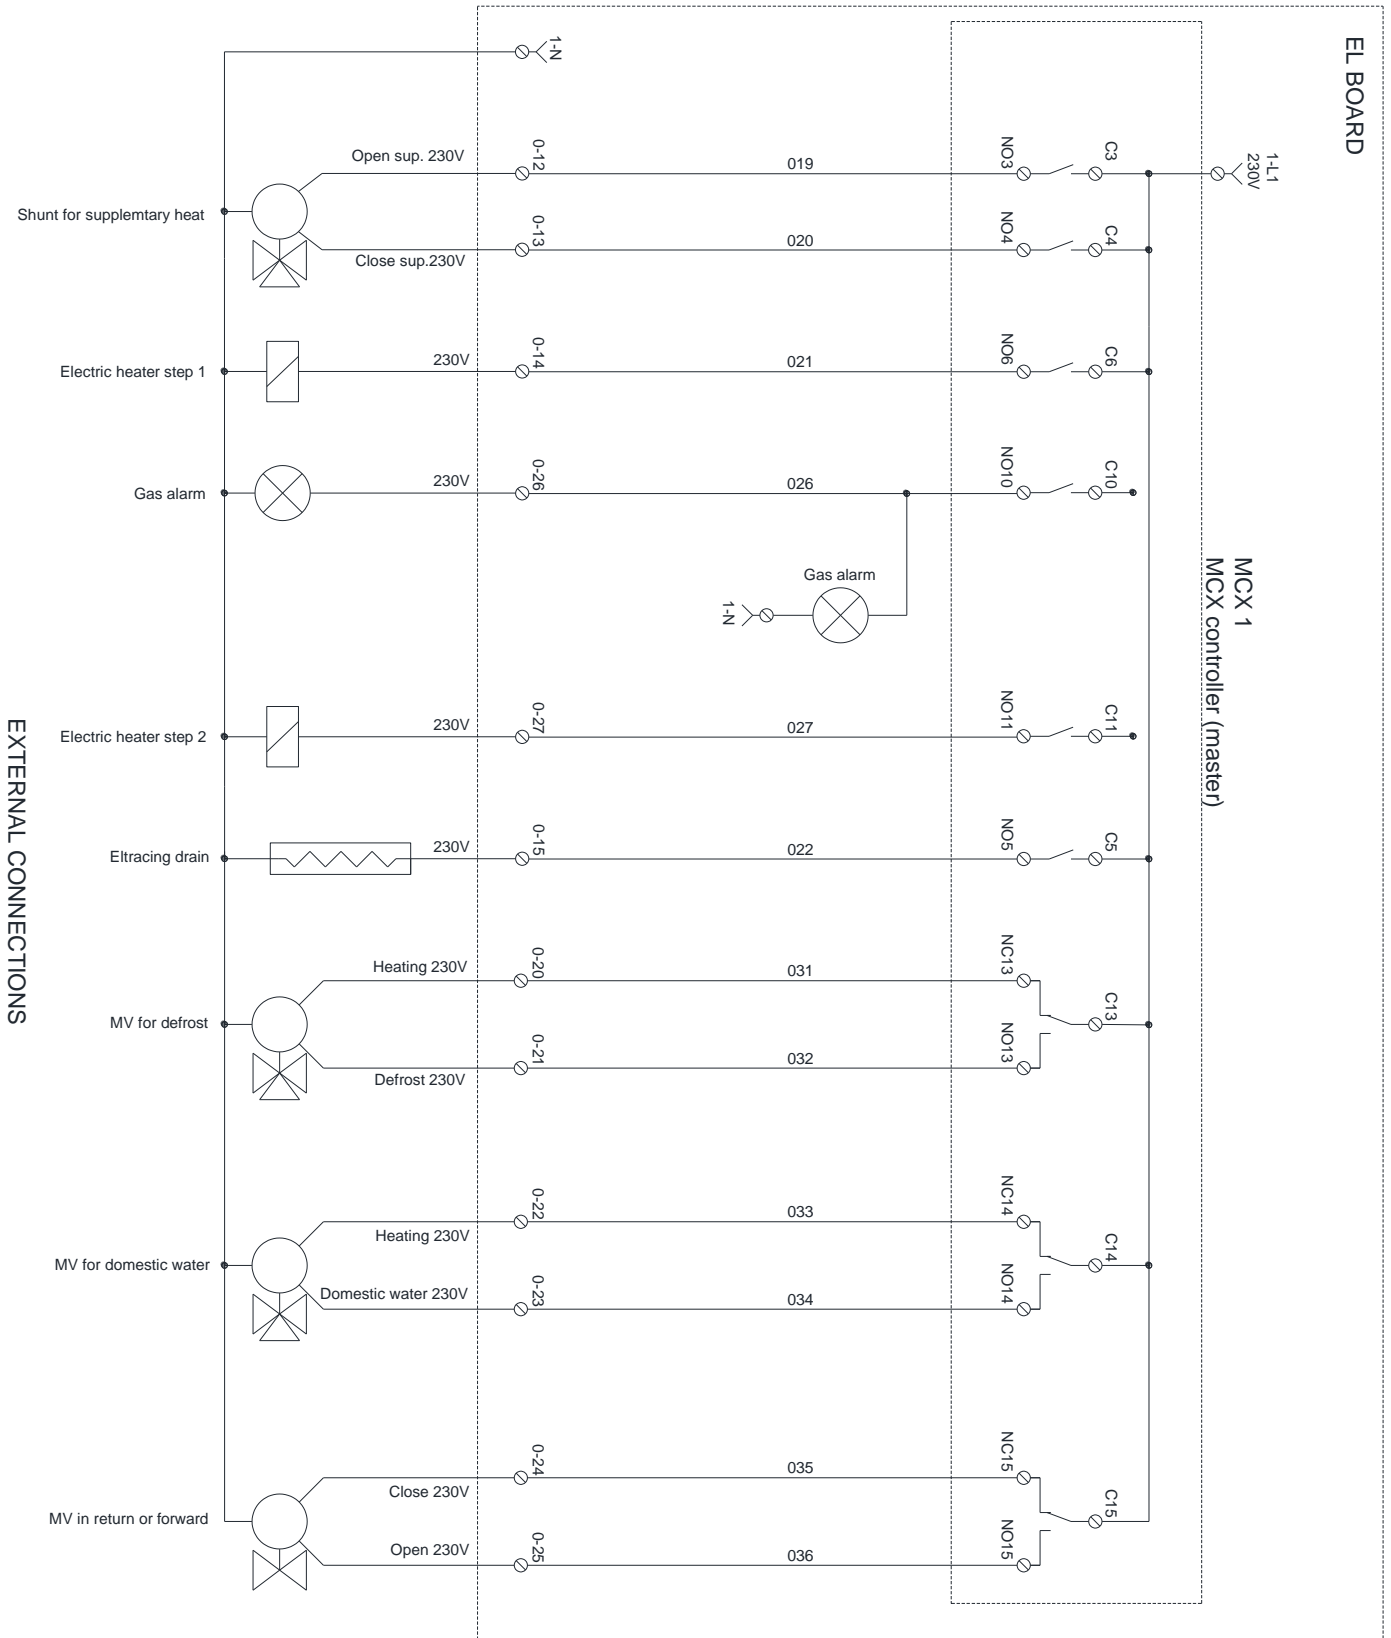 EL BOARD
1-N
1-L1
230V
MCX 1
MCX controller (master)
Open sup. 230V
0-12
019
NO3
C3
Shunt for supplemtary heat
Close sup.230V
0-13
020
NO4
C4
Electric heater step 1
230V
0-14
021
NO6
C6
Gas alarm
230V
0-26
026
NO10
C10
Gas alarm
1-N
Electric heater step 2
230V
0-27
027
NO11
C11
Eltracing drain
230V
0-15
022
NO5
C5
Heating 230V
0-20
031
NC13
C13
MV for defrost
Defrost 230V
0-21
032
NO13
Heating 230V
0-22
033
NC14
C14
MV for domestic water
Domestic water 230V
0-23
034
NO14
Close 230V
0-24
035
NC15
C15
MV in return or forward
Open 230V
0-25
036
NO15
EXTERNAL CONNECTIONS